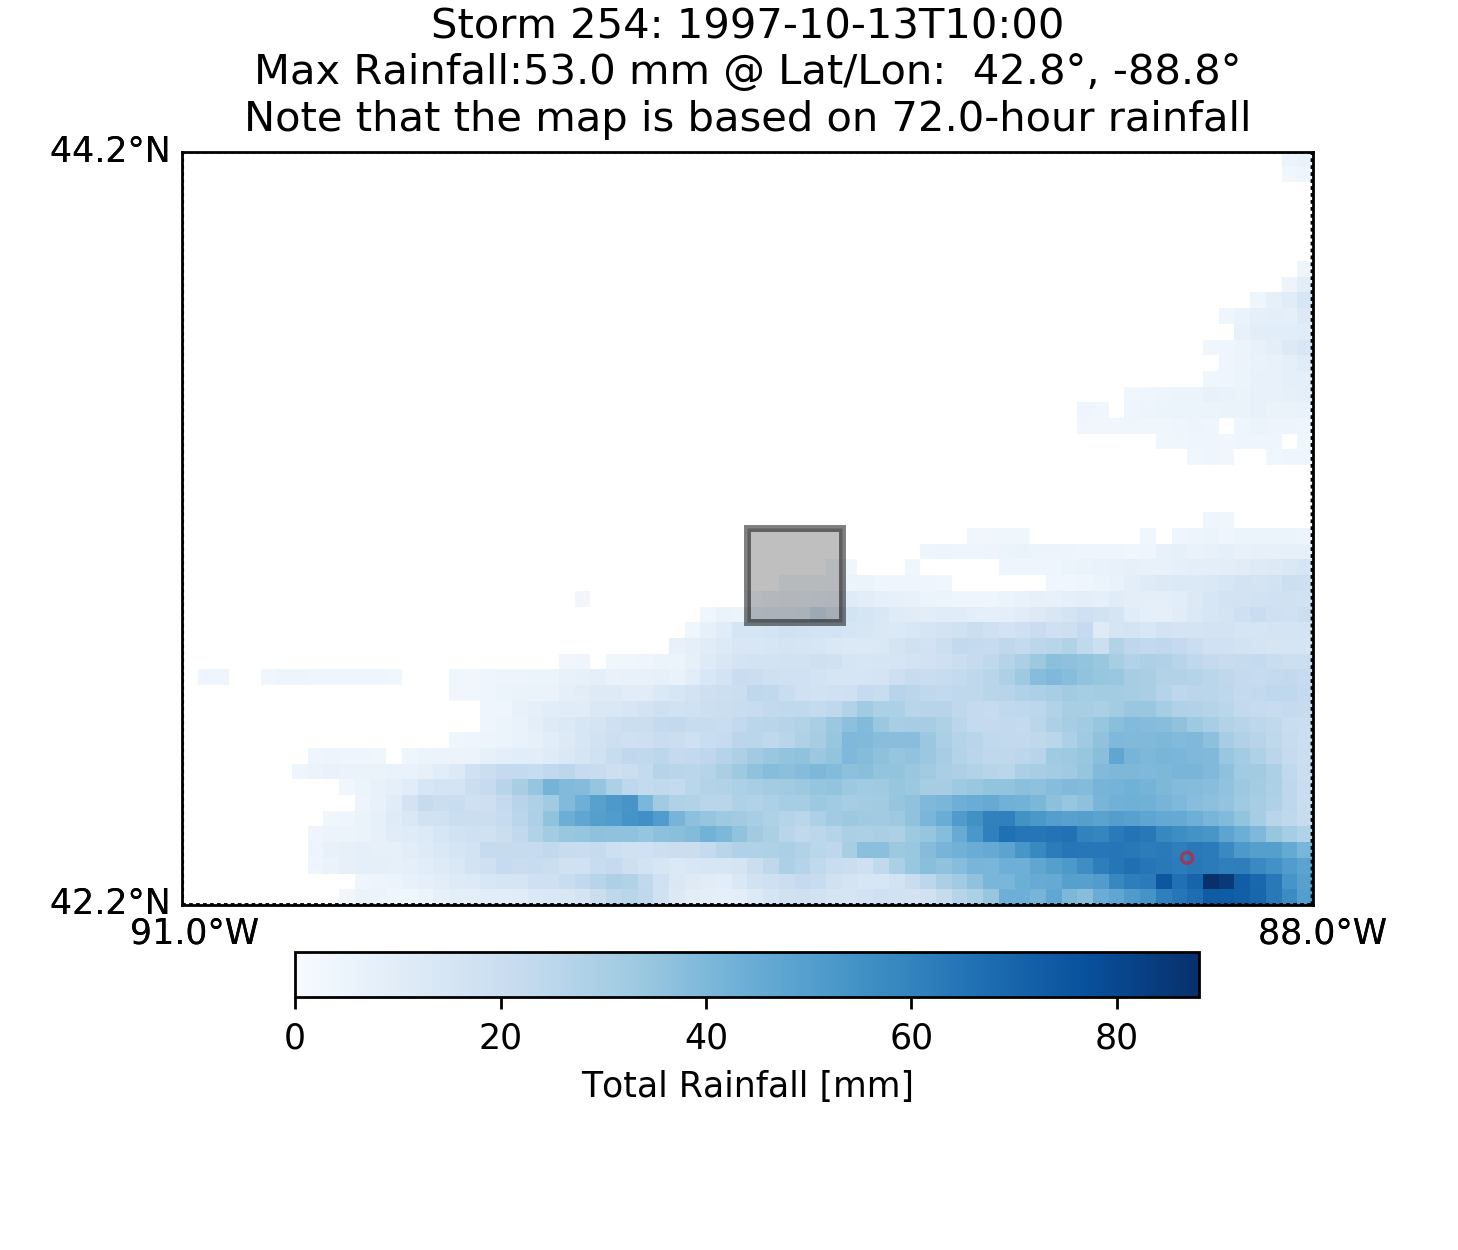 Storm 254: 1997-10-13T10:00
Max Rainfall:53.0 mm @ Lat/Lon:  42.8°, -88.8°
Note that the map is based on 72.0-hour rainfall
44.2°N
42.2°N
91.0°W 88.0°W
0 20 40 60 80
Total Rainfall [mm]